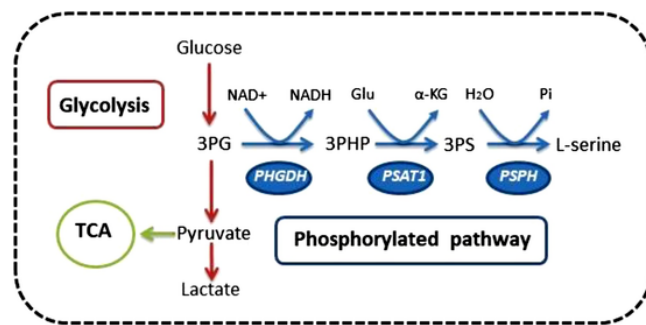 Glucose
Glycolysis
NAD+ NADH Glu α-KG H₂O Pi
3PG 3PHP 3PS L-serine
PHGDH PSAT1 PSPH
TCA
Pyruvate
Phosphorylated pathway
Lactate